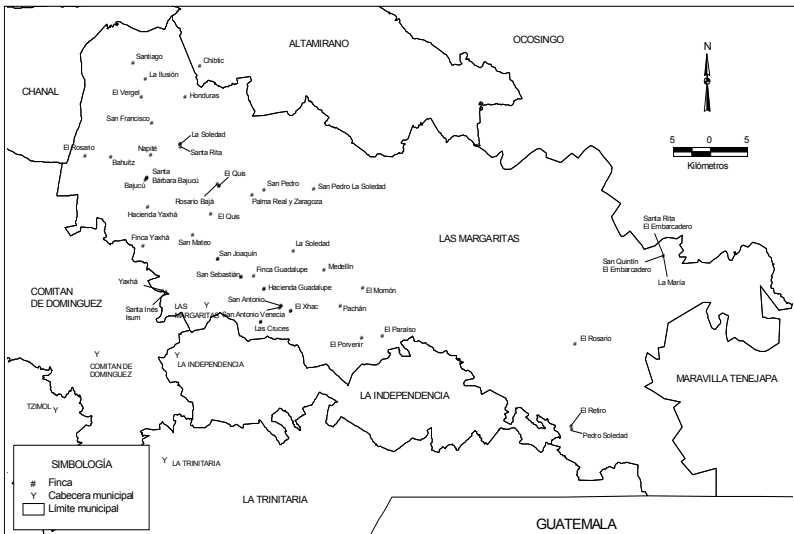 ALTAMIRANO
OCOSINGO
N
Santiago
Chibtic
La Ilusión
CHANAL
El Vergel
Honduras
San Francisco
5 0 5
Kilómetros
La Soledad
El Rosario
Napité
Santa Rita
Bahuitz
Santa
Bárbara Bajucú
El Quis
Bajucú
San Pedro
San Pedro La Soledad
Rosario Bajá
Palma Real y Zaragoza
Hacienda Yaxhá
El Quis
Santa Rita
El Embarcadero
Finca Yaxhá
San Mateo
LAS MARGARITAS
La Soledad
San Joaquín
San Quintín
El Embarcadero
San Sebastián
Finca Guadalupe
Medellín
La María
Yaxhá
Hacienda Guadalupe
El Momón
COMITAN
DE DOMINGUEZ
Santa Inés
Isum
LAS
MARGARITAS
Y
San Antonio
El Xhac
Pachán
San Antonio Venecia
Las Cruces
El Paraíso
El Porvenir
El Rosario
Y
COMITAN DE
DOMINGUEZ
Y
LA INDEPENDENCIA
MARAVILLA TENEJAPA
LA INDEPENDENCIA
TZIMOL Y
El Retiro
Pedro Soledad
SIMBOLOGÍA
# Finca
Y Cabecera municipal
Límite municipal
Y LA TRINITARIA
LA TRINITARIA
GUATEMALA